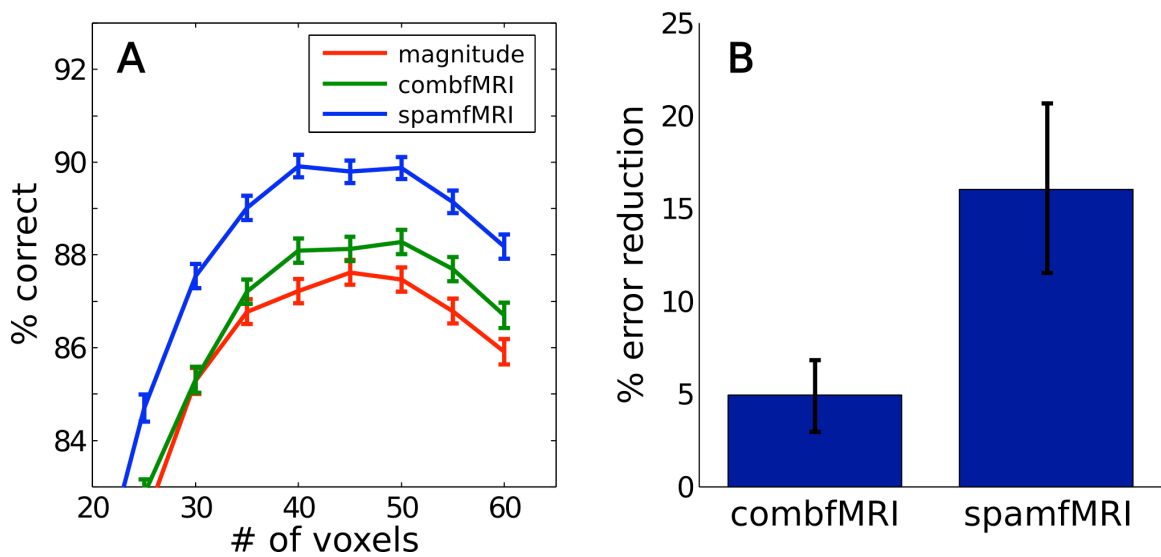 A
magnitude
combfMRI
spamfMRI
% correct
92
90
88
86
84
20 30 40 50 60
# of voxels
B
% error reduction
25
20
15
10
5
0
combfMRI spamfMRI